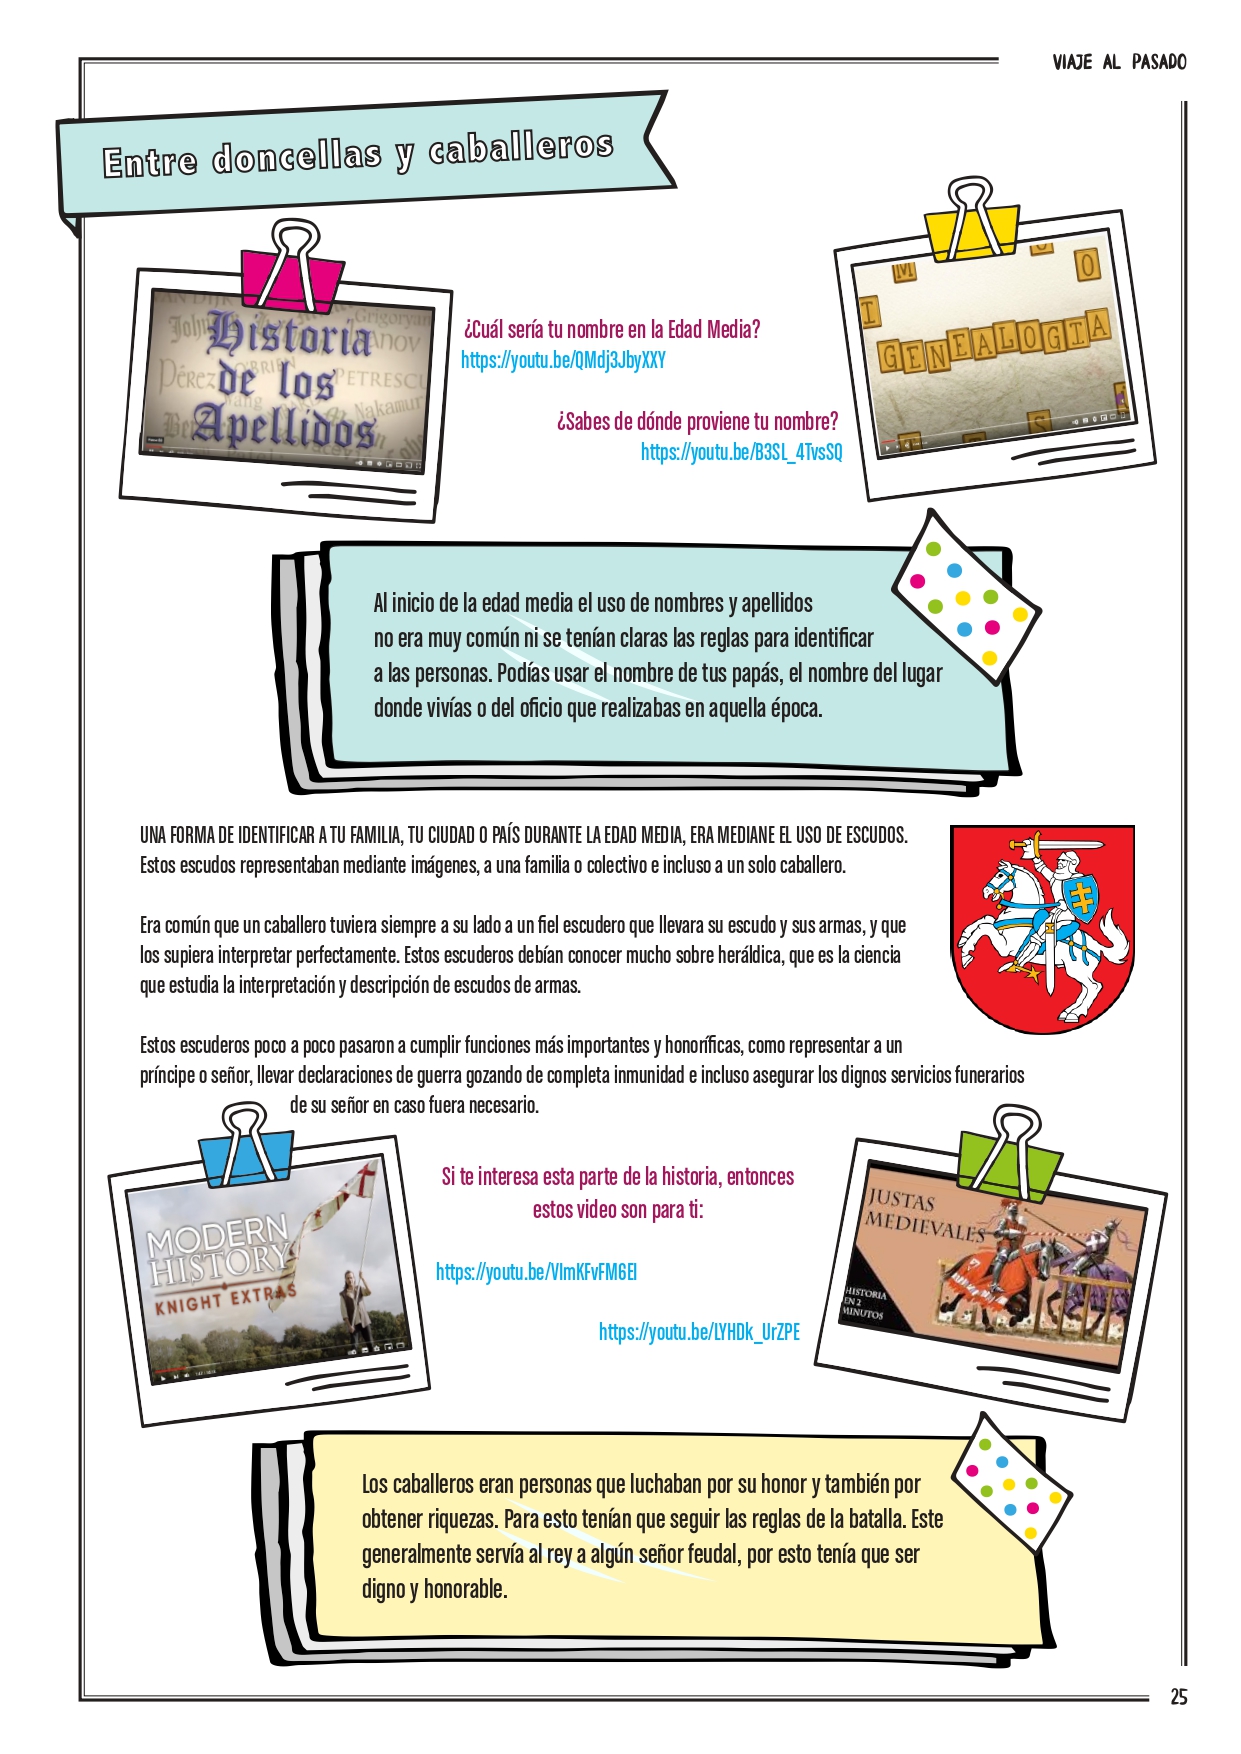 VIAJE AL PASADO
Entre doncellas y caballeros
Historia
de los
Apellidos
Pérez
O'BRIEN
PETRESCU
Grigoryan
Nakamur
¿Cuál sería tu nombre en la Edad Media?
https://youtu.be/QMdj3JbyXXY
GENEALOGIA
¿Sabes de dónde proviene tu nombre?
https://youtu.be/B3SL_4TvsSQ
Al inicio de la edad media el uso de nombres y apellidos
no era muy común ni se tenían claras las reglas para identificar
a las personas. Podías usar el nombre de tus papás, el nombre del lugar
donde vivías o del oficio que realizabas en aquella época.
UNA FORMA DE IDENTIFICAR A TU FAMILIA, TU CIUDAD O PAÍS DURANTE LA EDAD MEDIA, ERA MEDIANE EL USO DE ESCUDOS.
Estos escudos representaban mediante imágenes, a una familia o colectivo e incluso a un solo caballero.
Era común que un caballero tuviera siempre a su lado a un fiel escudero que llevara su escudo y sus armas, y que
los supiera interpretar perfectamente. Estos escuderos debían conocer mucho sobre heráldica, que es la ciencia
que estudia la interpretación y descripción de escudos de armas.
Estos escuderos poco a poco pasaron a cumplir funciones más importantes y honoríficas, como representar a un
príncipe o señor, llevar declaraciones de guerra gozando de completa inmunidad e incluso asegurar los dignos servicios funerarios
de su señor en caso fuera necesario.
MODERN
HISTORY
KNIGHT EXTRAS
Si te interesa esta parte de la historia, entonces
estos video son para ti:
https://youtu.be/VImKFvFM6EI
https://youtu.be/LYHDk_UrZPE
JUSTAS
MEDIEVALES
HISTORIA
EN 2
MINUTOS
Los caballeros eran personas que luchaban por su honor y también por
obtener riquezas. Para esto tenían que seguir las reglas de la batalla. Este
generalmente servía al rey a algún señor feudal, por esto tenía que ser
digno y honorable.
25